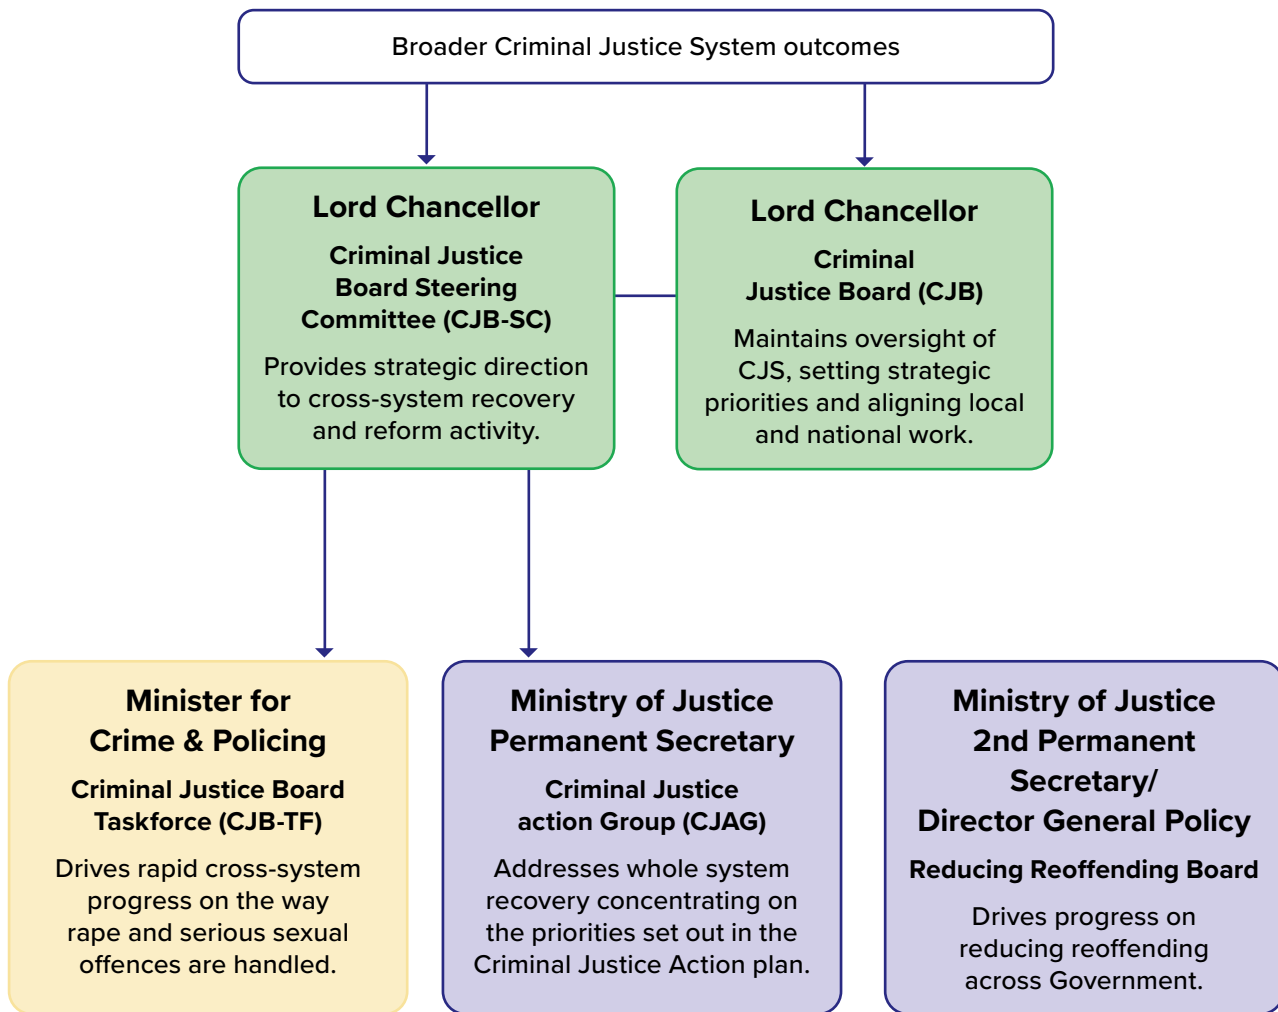 Broader Criminal Justice System outcomes
Lord Chancellor
Criminal Justice
Board Steering
Committee (CJB-SC)
Provides strategic direction
to cross-system recovery
and reform activity.
Lord Chancellor
Criminal
Justice Board (CJB)
Maintains oversight of
CJS, setting strategic
priorities and aligning local
and national work.
Minister for
Crime & Policing
Criminal Justice Board
Taskforce (CJB-TF)
Drives rapid cross-system
progress on the way
rape and serious sexual
offences are handled.
Ministry of Justice
Permanent Secretary
Criminal Justice
action Group (CJAG)
Addresses whole system
recovery concentrating on
the priorities set out in the
Criminal Justice Action plan.
Ministry of Justice
2nd Permanent
Secretary/
Director General Policy
Reducing Reoffending Board
Drives progress on
reducing reoffending
across Government.